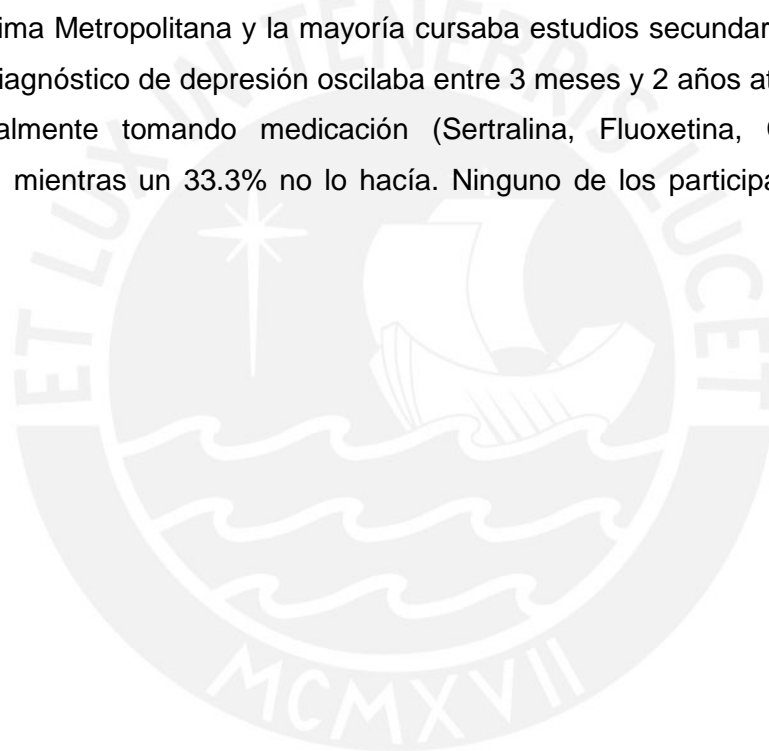 ima Metropolitana y la mayoría cursaba estudios secundar
iagnóstico de depresión oscilaba entre 3 meses y 2 años at
almente tomando medicación (Sertralina, Fluoxetina,
mientras un 33.3% no lo hacía. Ninguno de los participa
ET LUX IN TENEBRIS LUCET
MCMXVII